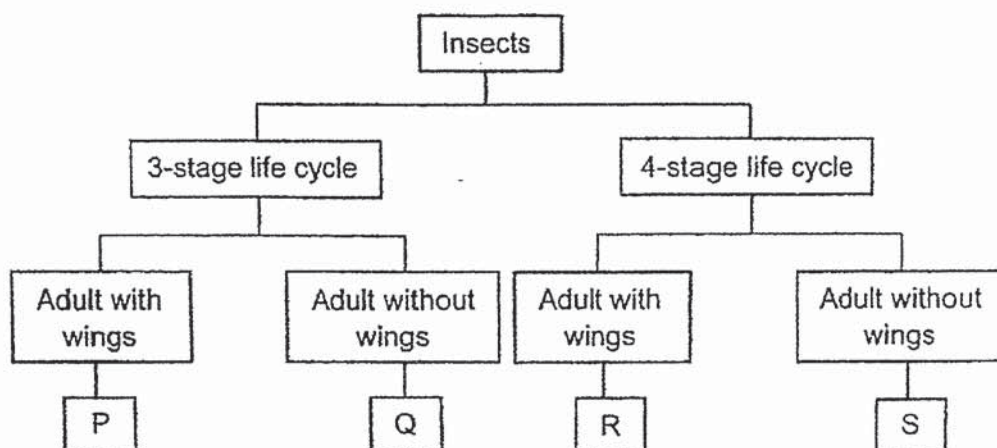 Insects
3-stage life cycle
4-stage life cycle
Adult with
wings
Adult without
wings
Adult with
wings
Adult without
wings
P
Q
R
S